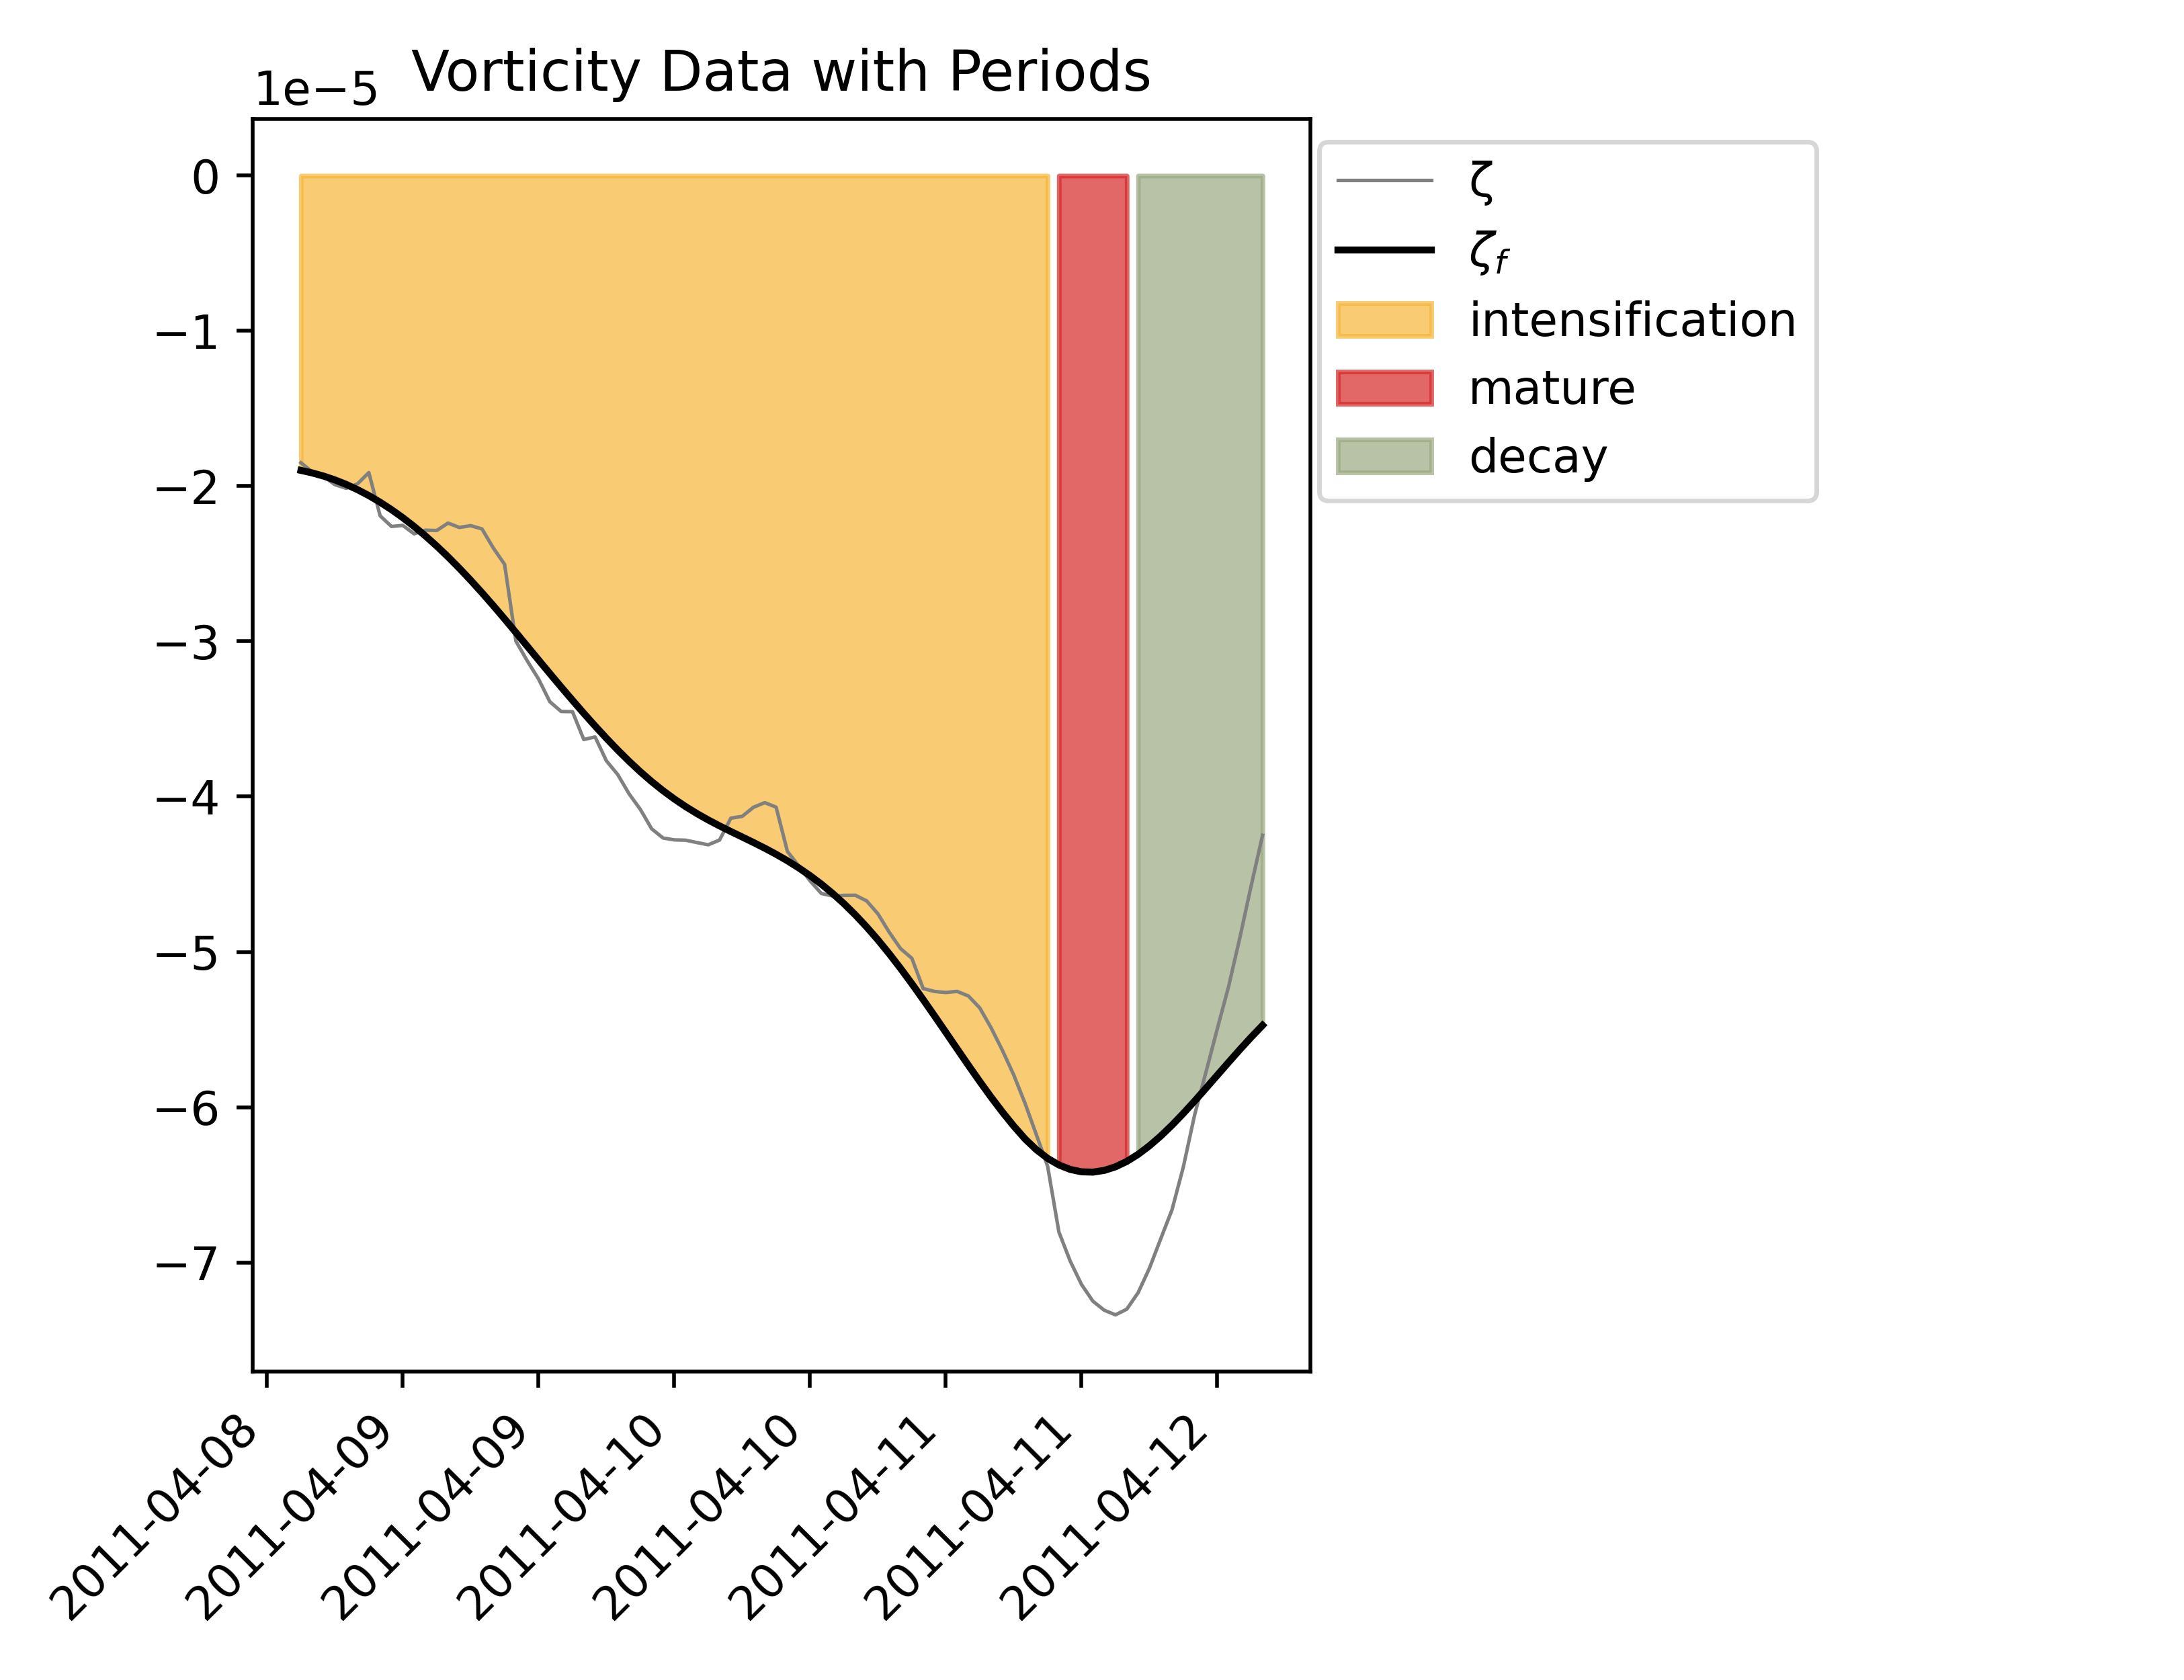 Vorticity Data with Periods
1e−5
0
−1
−2
−3
−4
−5
−6
−7
2011-04-08
2011-04-09
2011-04-09
2011-04-10
2011-04-10
2011-04-11
2011-04-11
2011-04-12
ζ
ζf
intensification
mature
decay